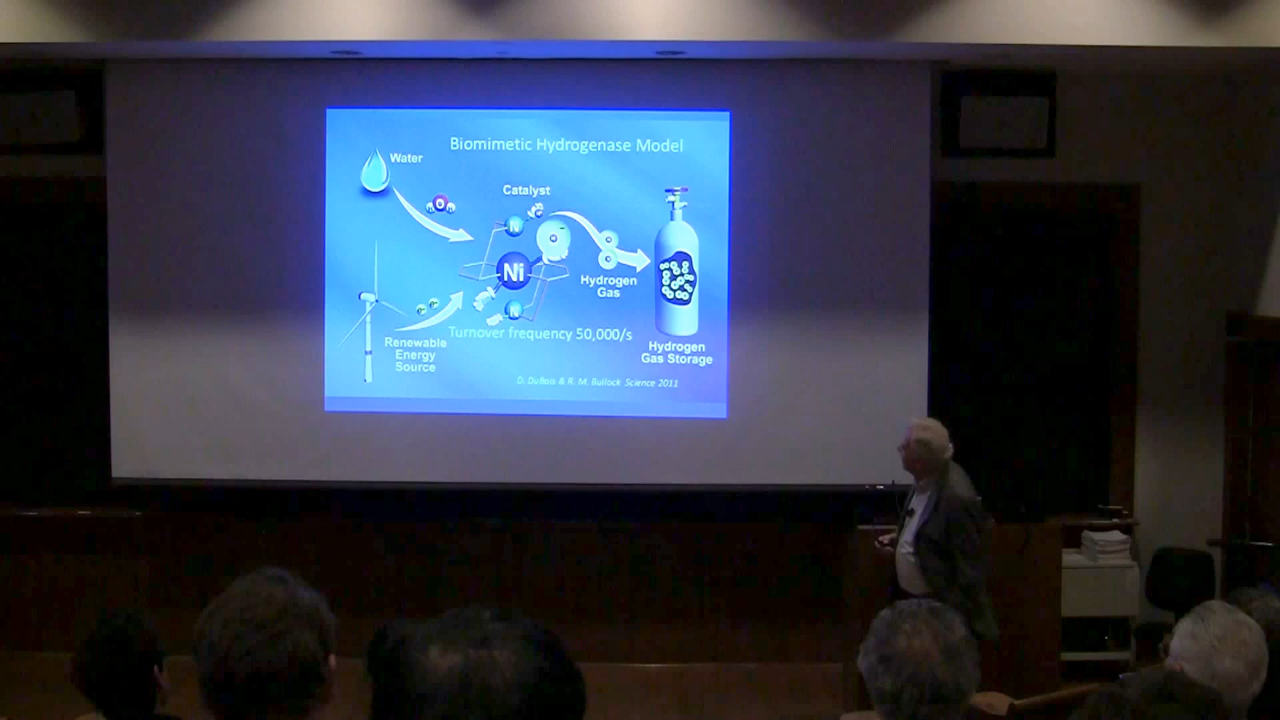 Biomimetic Hydrogenase Model
Water
O
Catalyst
N
Ni
N
Hydrogen
Gas
Turnover frequency 50,000/s
Renewable
Energy
Source
Hydrogen
Gas Storage
D. DuBois & R. M. Bullock Science 2011